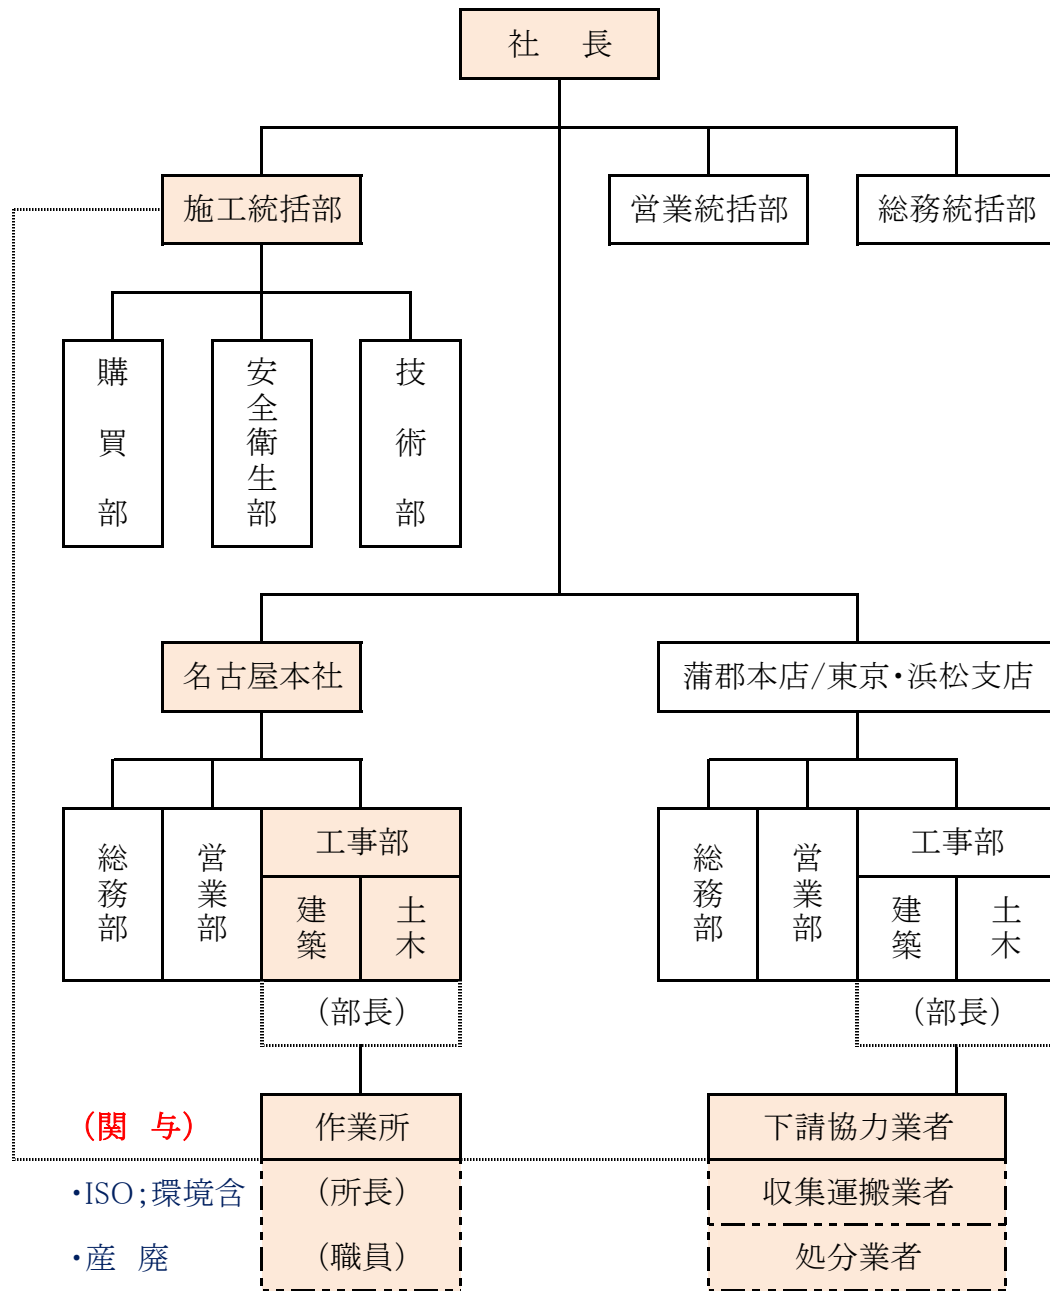 社　長
施工統括部
営業統括部
総務統括部
購買部
安全衛生部
技術部
名古屋本社
蒲郡本店/東京・浜松支店
総務部
営業部
工事部
建築
土木
（部長）
総務部
営業部
工事部
建築
土木
（部長）
（関　与）
作業所
下請協力業者
・ISO；環境含
（所長）
収集運搬業者
・産　廃
（職員）
処分業者